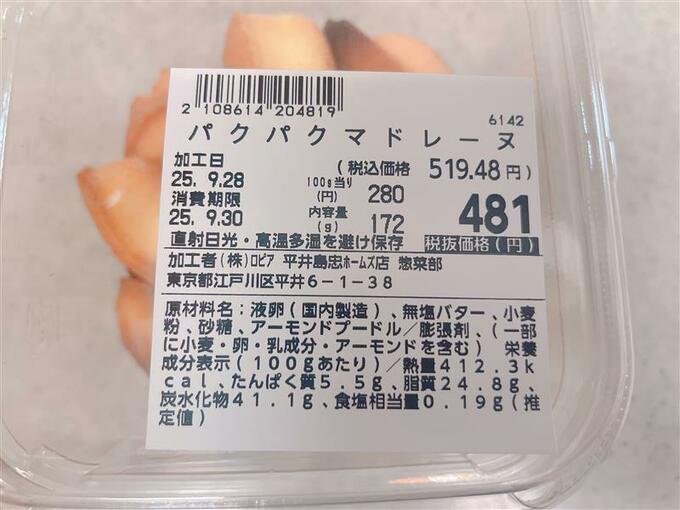 2 108614 204819
6142
パクパクマドレーヌ
加工日
(税込価格 519.48円)
25. 9.28
100g当り
(円) 280
消費期限
481
25. 9.30
内容量
(g) 172
直射日光・高温多湿を避け保存
税抜価格(円)
加工者(株)ロピア 平井島忠ホームズ店 惣菜部
東京都江戸川区平井6-1-38
原材料名:液卵(国内製造)、無塩バター、小麦
粉、砂糖、アーモンドプードル/膨張剤、(一部
に小麦・卵・乳成分・アーモンドを含む) 栄養
成分表示(100gあたり)/熱量412.3k
cal、たんぱく質5.5g、脂質24.8g、
炭水化物41.1g、食塩相当量0.19g(推
定値)